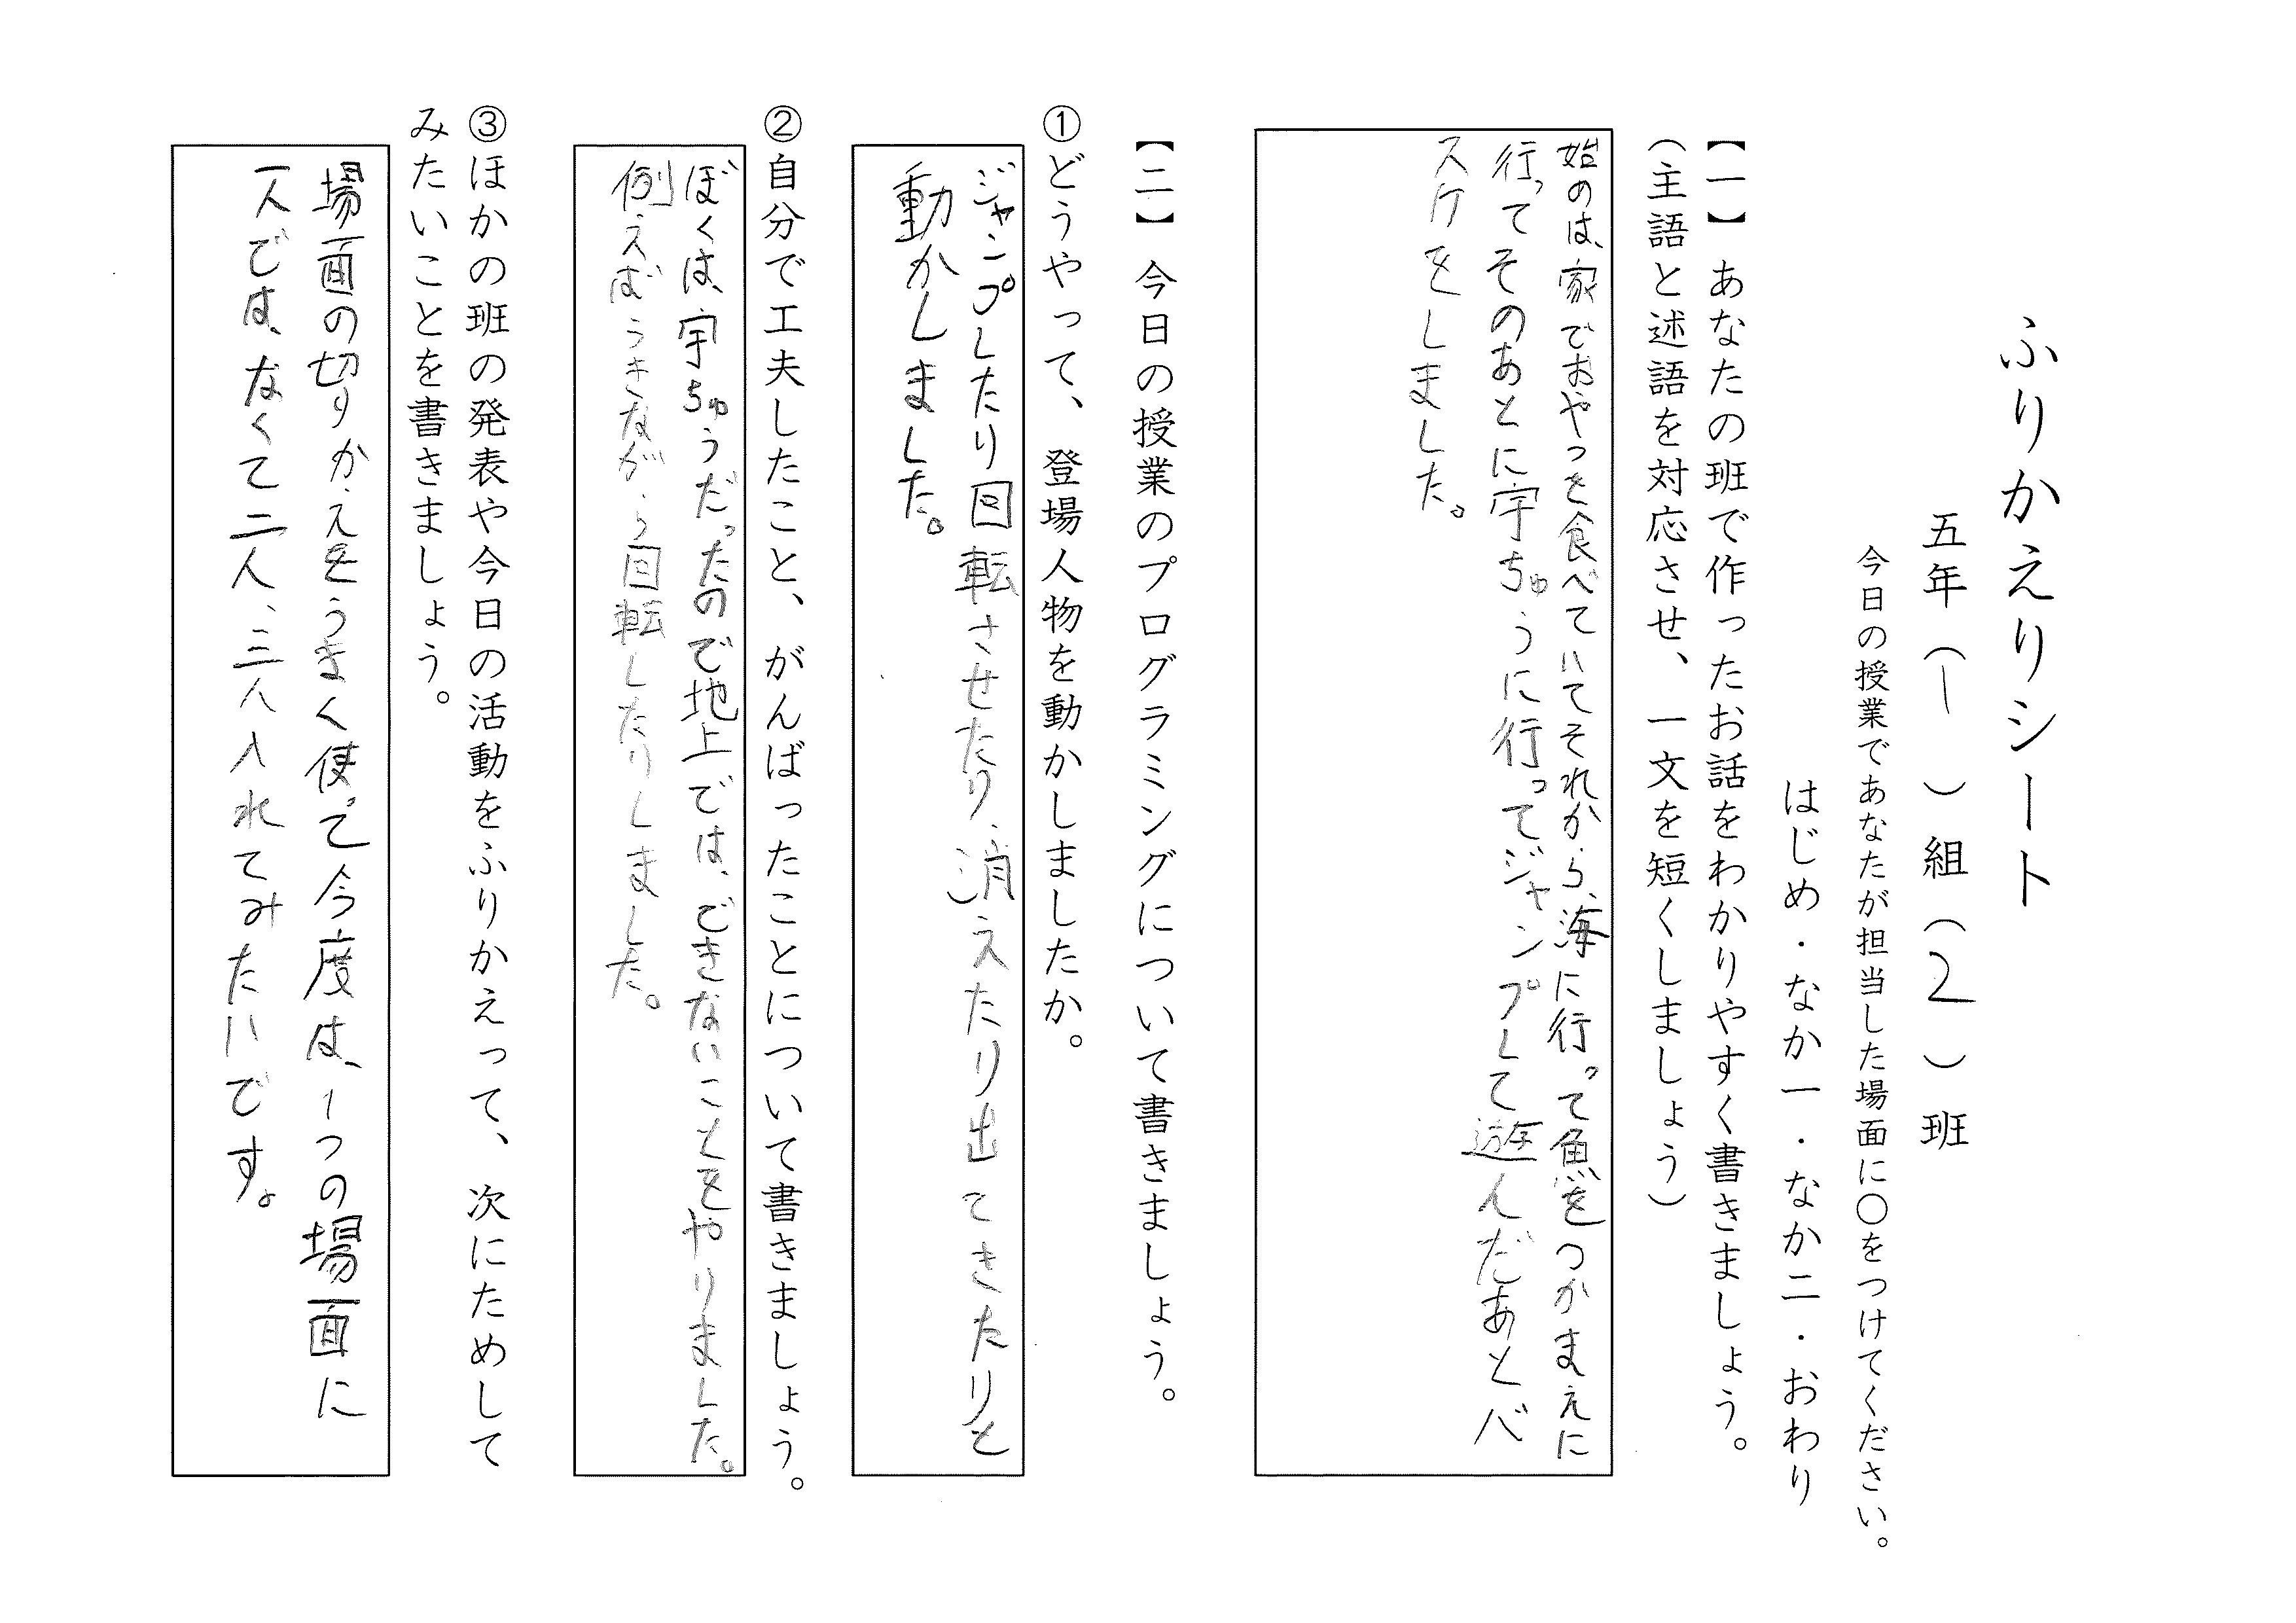 ふりかえりシート
五年（１）組（２）班
今日の授業であなたが担当した場面に〇をつけてください。
はじめ・なか一・なか二・おわり
【一】あなたの班で作ったお話をわかりやすく書きましょう。
（主語と述語を対応させ、一文を短くしましょう）
始めは、家でおやつを食べていてそれから、海に行って魚をつかまえに
行ってそのあとに宇ちゅうに行ってジャンプして遊んだあとバ
スケをしました。
【二】今日の授業のプログラミングについて書きましょう。
①どうやって、登場人物を動かしましたか。
ジャンプしたり回転させたり、消えたり出てきたりと
動かしました。
②自分で工夫したこと、がんばったことについて書きましょう。
ぼくは、宇ちゅうだったので地上では、できないことをやりました。
例えばうきながら回転したりしました。
③ほかの班の発表や今日の活動をふりかえって、次にためして
みたいことを書きましょう。
場面の切りかえをうまく使って今度は、１つの場面に
一人では、なくて二人、三人入れてみたいです。